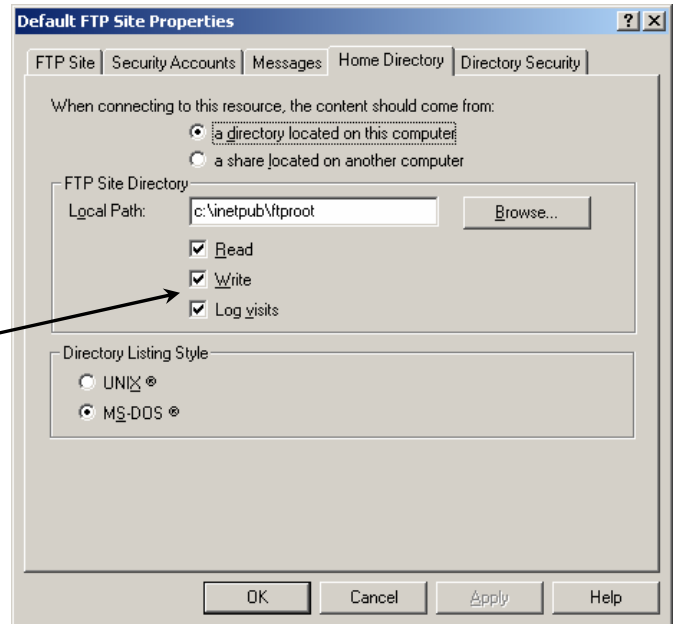 Default FTP Site Properties
FTP Site Security Accounts Messages Home Directory Directory Security
When connecting to this resource, the content should come from:
a directory located on this computer
a share located on another computer
FTP Site Directory
Local Path: c:\inetpub\ftproot Browse...
Read
Write
Log visits
Directory Listing Style
UNIX ®
MS-DOS ®
OK Cancel Apply Help